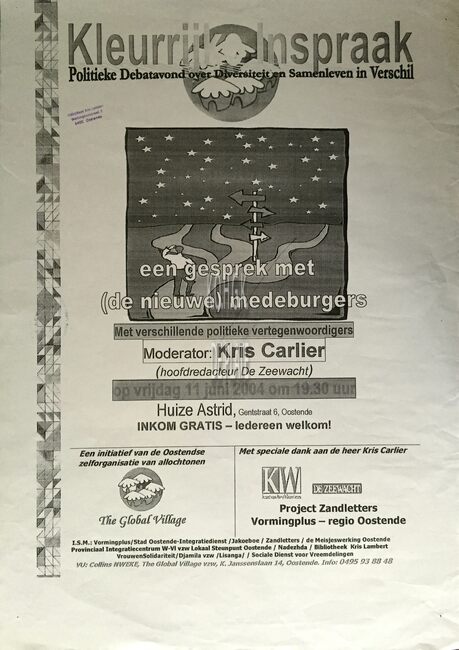 Kleurrijke Inspraak
Politieke Debatavond over Diversiteit en Samenleven in Verschil
een gesprek met
(de nieuwe) medeburgers
Met verschillende politieke vertegenwoordigers
Moderator: Kris Carlier
(hoofdredacteur De Zeewacht)
op vrijdag 11 juni 2004 om 19.30 uur
Huize Astrid, Gentstraat 6, Oostende
INKOM GRATIS – Iedereen welkom!
Een initiatief van de Oostendse
zelforganisatie van allochtonen
The Global Village
Met speciale dank aan de heer Kris Carlier
KW
DE ZEEWACHT
Project Zandletters
Vormingplus – regio Oostende
I.S.M.: Vormingplus/Stad Oostende-Integratiedienst /Jakoeboe / Zandletters / de Meisjeswerking Oostende
Provinciaal Integratiecentrum W-Vl vzw Lokaal Steunpunt Oostende / Nadezhda / Bibliotheek Kris Lambert
VrouwenSolidariteit /Djamila vzw /Lisanga/ / Sociale Dienst voor Vreemdelingen
VU: Collins NWEKE, The Global Village vzw, K. Janssenslaan 14, Oostende. Info: 0495 93 88 48